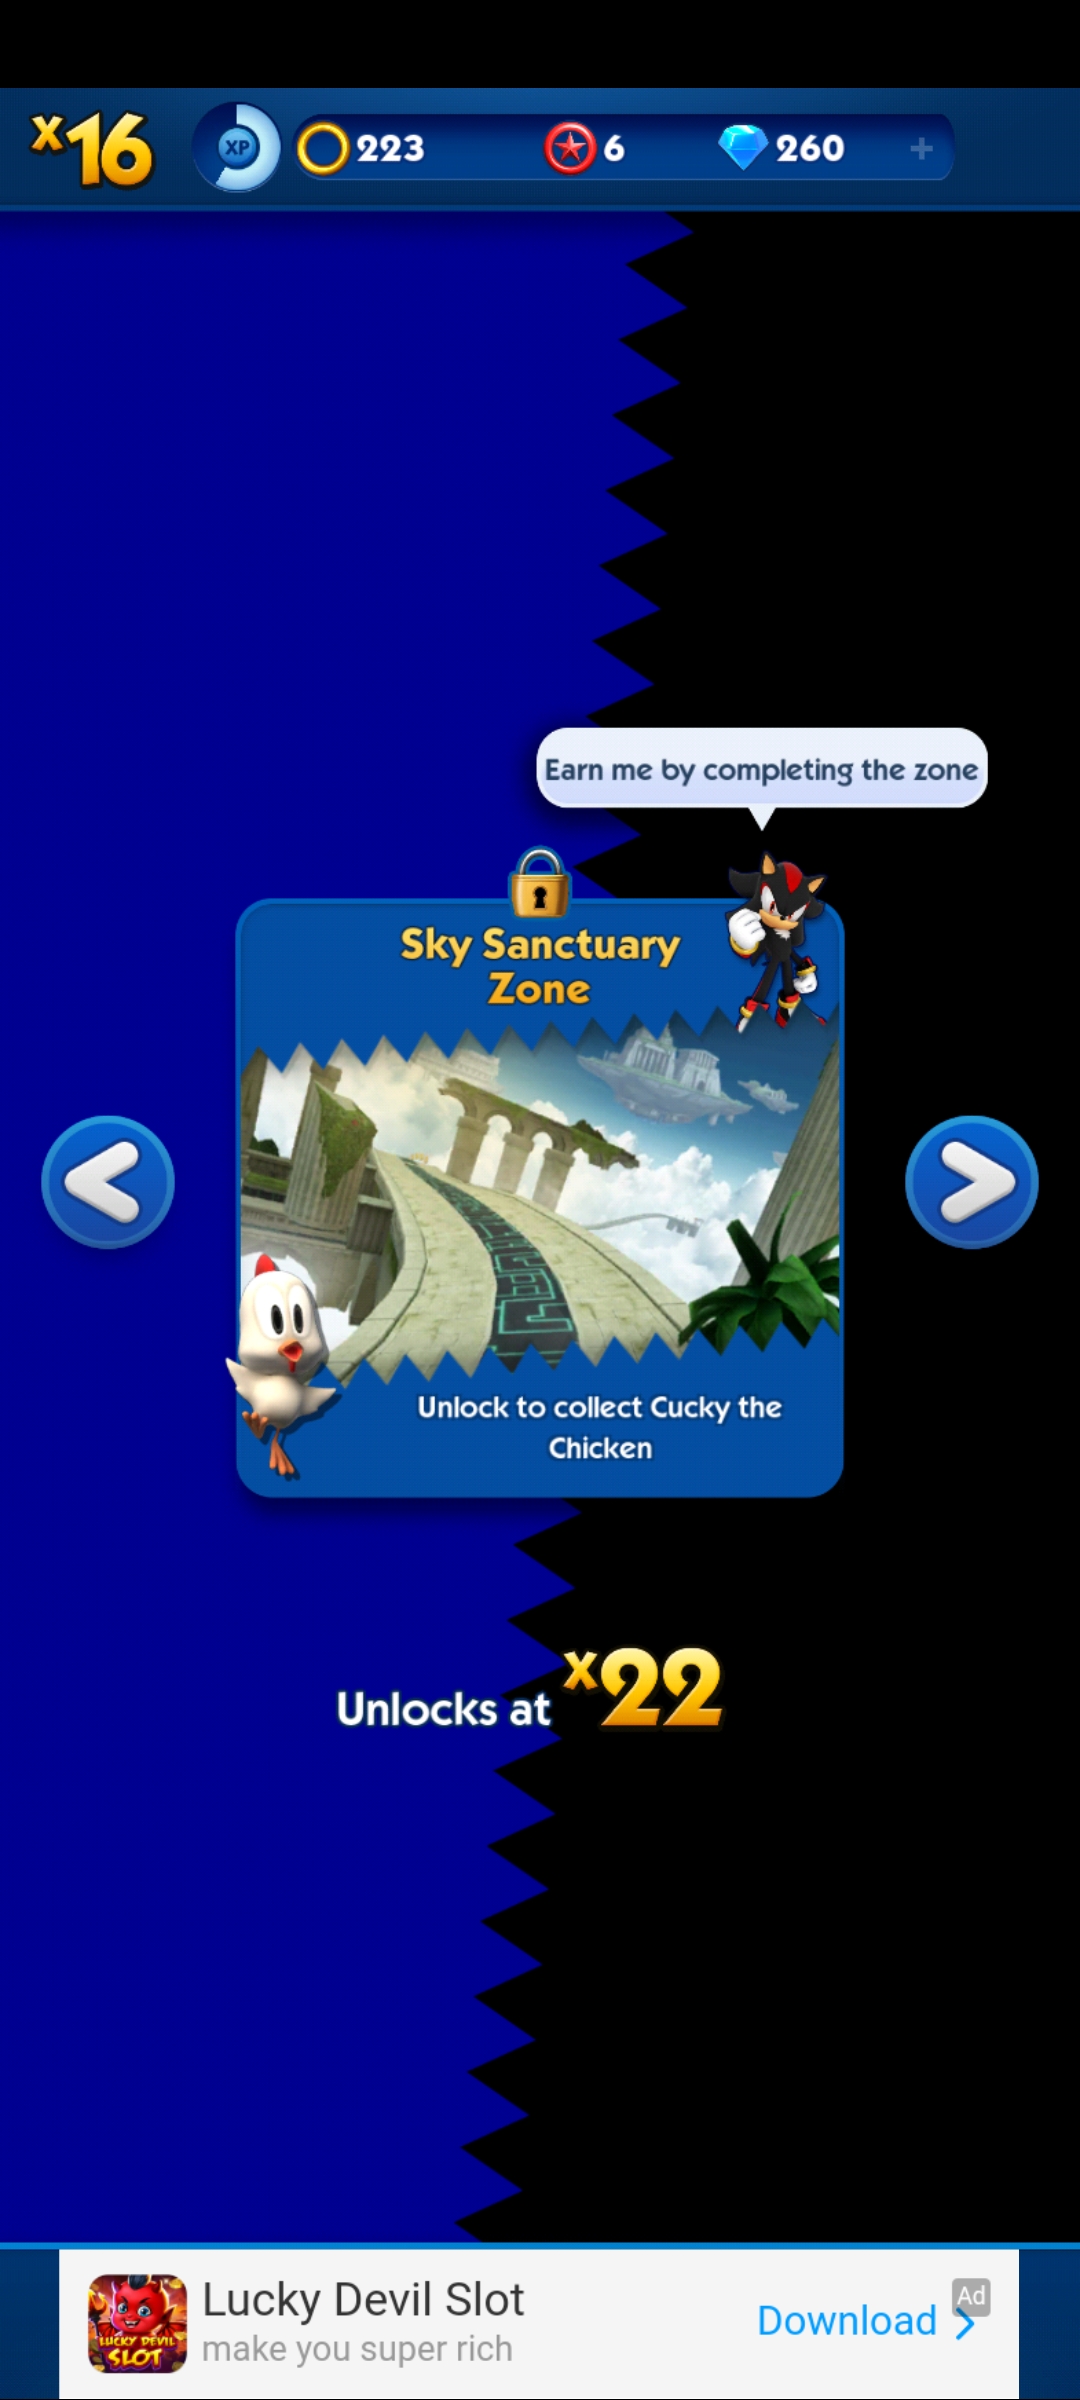 x16 XP 223 6 260 +
Earn me by completing the zone
Sky Sanctuary
Zone
Unlock to collect Cucky the
Chicken
Unlocks at x22
LUCKY DEVIL
SLOT
Lucky Devil Slot
make you super rich
Download
Ad